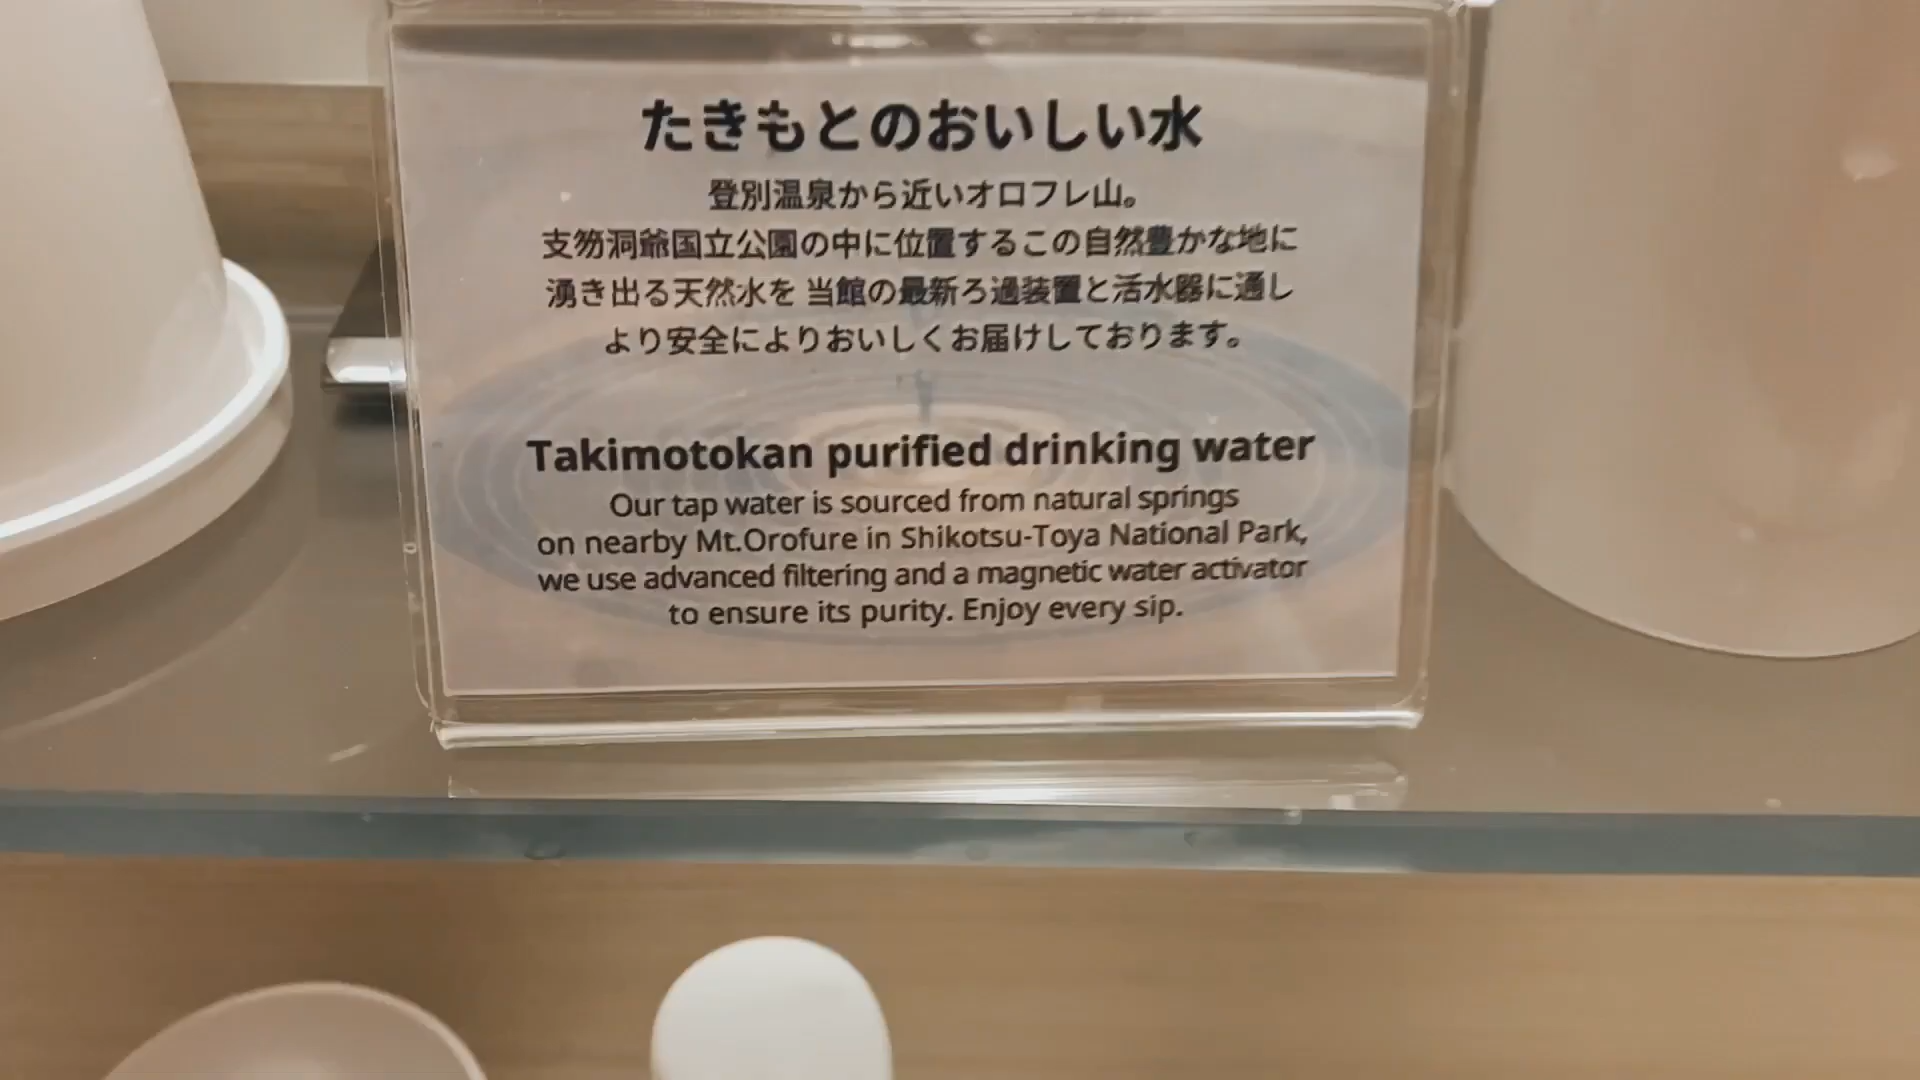 たきもとのおいしい水
登別温泉から近いオロフレ山。
支笏洞爺国立公園の中に位置するこの自然豊かな地に
湧き出る天然水を 当館の最新ろ過装置と活水器に通し
より安全によりおいしくお届けしております。
Takimotokan purified drinking water
Our tap water is sourced from natural springs
on nearby Mt.Orofure in Shikotsu-Toya National Park,
we use advanced filtering and a magnetic water activator
to ensure its purity. Enjoy every sip.